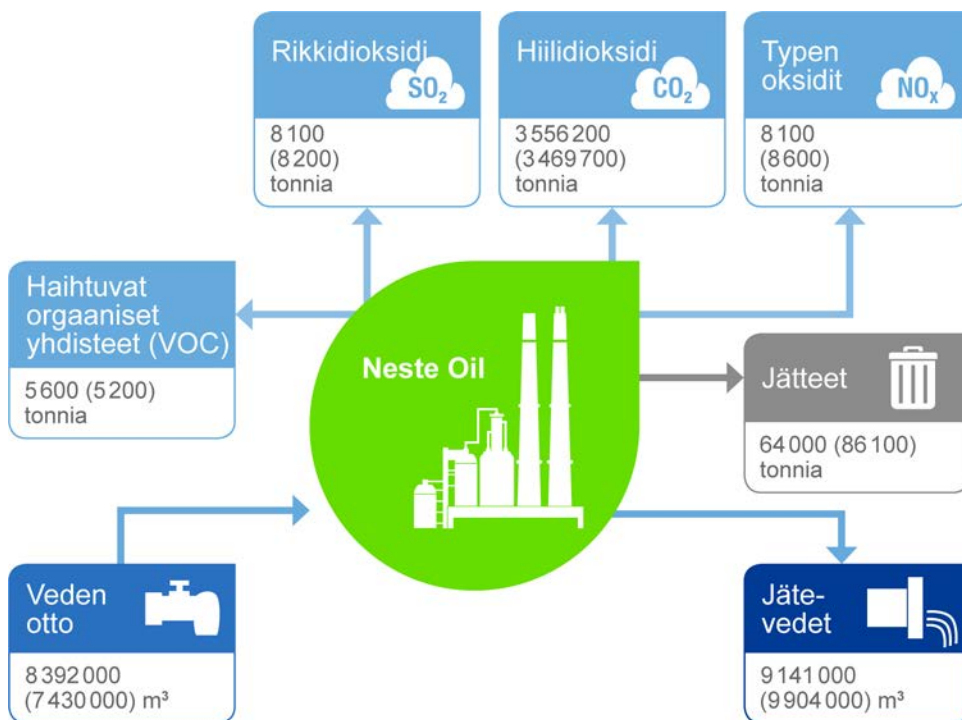 Rikkidioksidi
SO₂
8 100
(8 200)
tonnia
Hiilidioksidi
CO₂
3 556 200
(3 469 700)
tonnia
Typen
oksidit
NOₓ
8 100
(8 600)
tonnia
Haihtuvat
orgaaniset
yhdisteet (VOC)
5 600 (5 200)
tonnia
Neste Oil
Jätteet
64 000 (86 100)
tonnia
Veden
otto
8 392 000
(7 430 000) m³
Jäte-
vedet
9 141 000
(9 904 000) m³